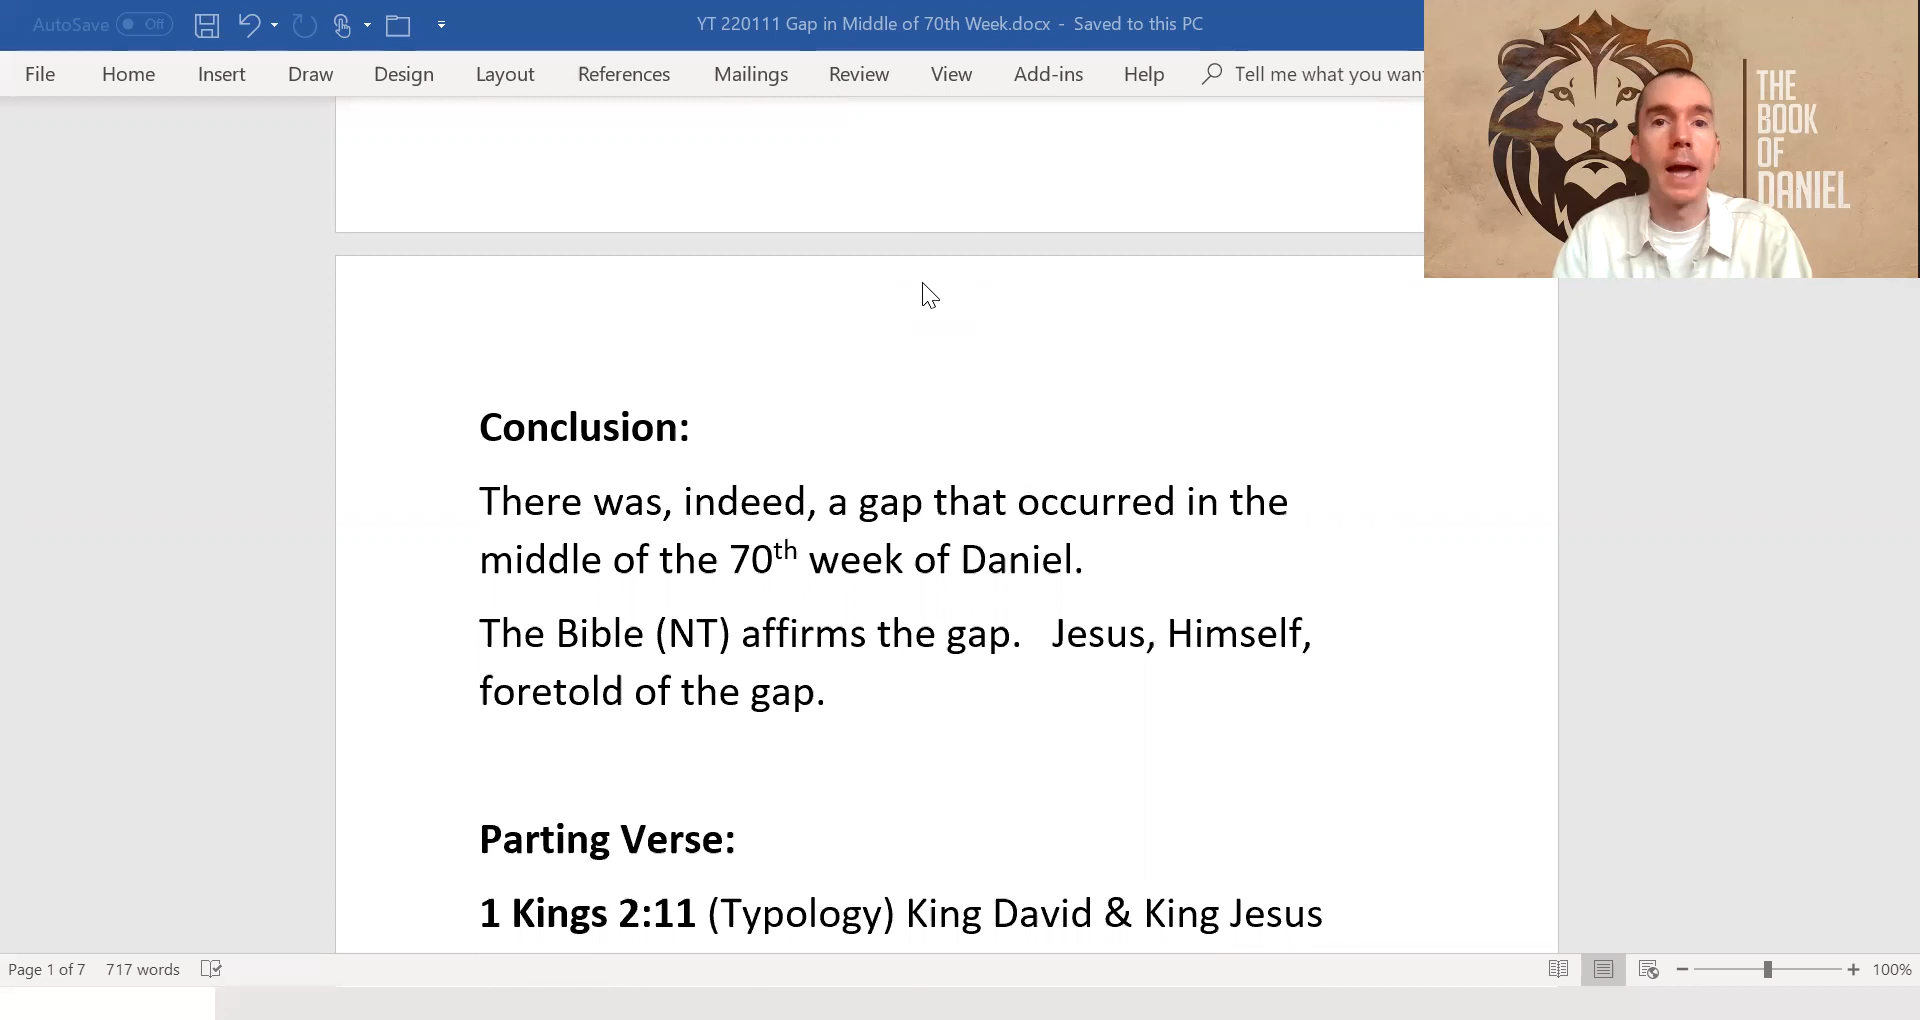 AutoSave Off
YT 220111 Gap in Middle of 70th Week.docx - Saved to this PC
File Home Insert Draw Design Layout References Mailings Review View Add-ins Help Tell me what you wan
THE
BOOK
OF
DANIEL
Conclusion:
There was, indeed, a gap that occurred in the
middle of the 70th week of Daniel.
The Bible (NT) affirms the gap. Jesus, Himself,
foretold of the gap.
Parting Verse:
1 Kings 2:11 (Typology) King David & King Jesus
Page 1 of 7 717 words
100%